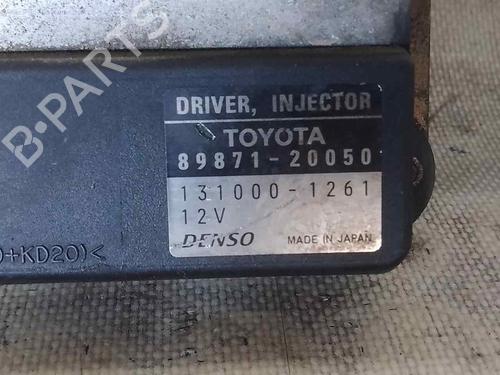 DRIVER, INJECTOR
TOYOTA
89871-20050
131000-1261
12V
DENSO MADE IN JAPAN
+KD20)<
B-PARTS